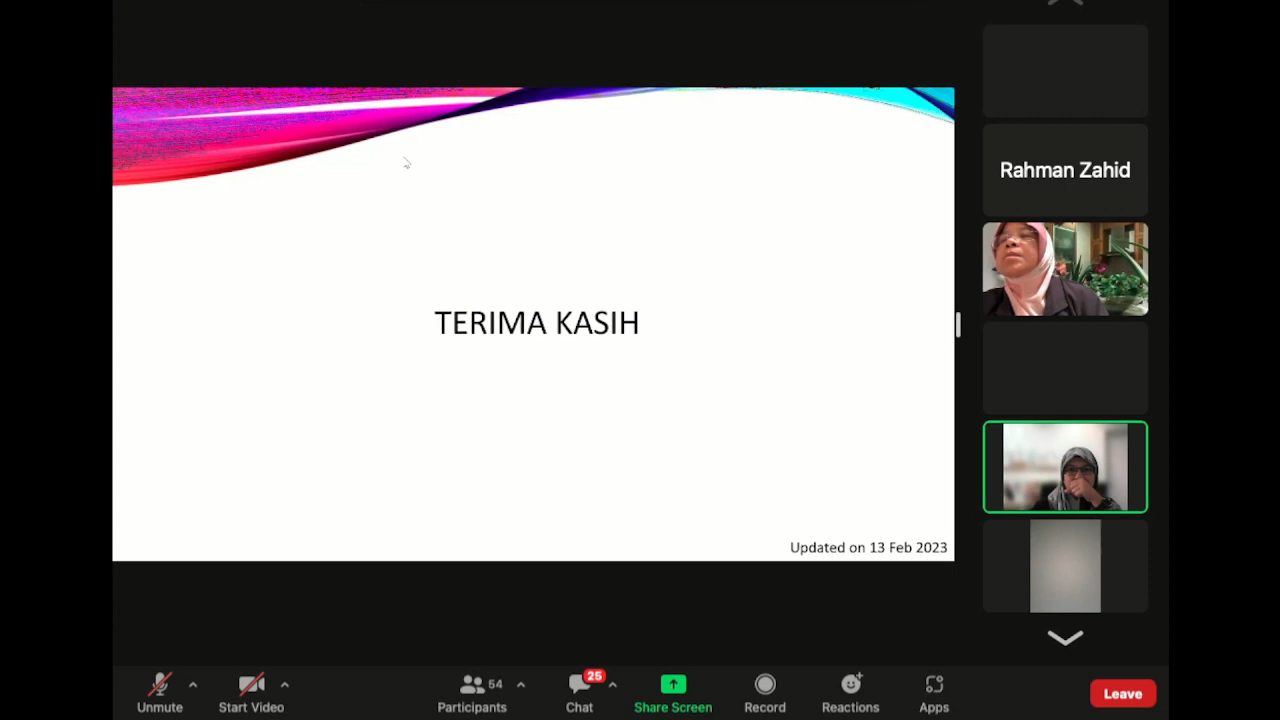 TERIMA KASIH
Updated on 13 Feb 2023
Rahman Zahid
Unmute
Start Video
54
Participants
25
Chat
Share Screen
Record
Reactions
Apps
Leave